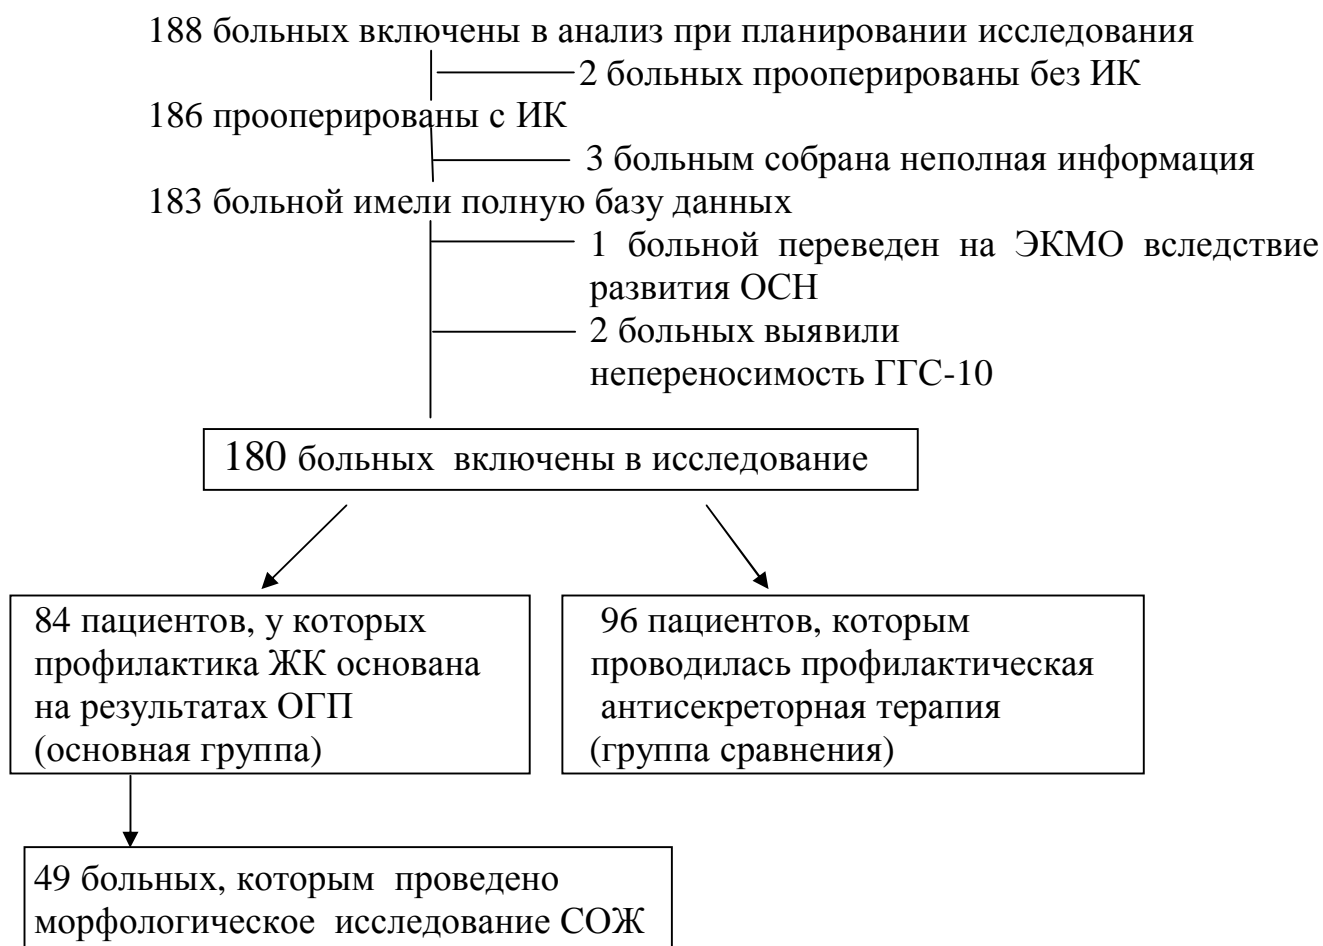 188 больных включены в анализ при планировании исследования
2 больных прооперированы без ИК
186 прооперированы с ИК
3 больным собрана неполная информация
183 больной имели полную базу данных
1 больной переведен на ЭКМО вследствие
развития ОСН
2 больных выявили
непереносимость ГГС-10
180 больных включены в исследование
84 пациентов, у которых
профилактика ЖК основана
на результатах ОГП
(основная группа)
96 пациентов, которым
проводилась профилактическая
антисекреторная терапия
(группа сравнения)
49 больных, которым проведено
морфологическое исследование СОЖ